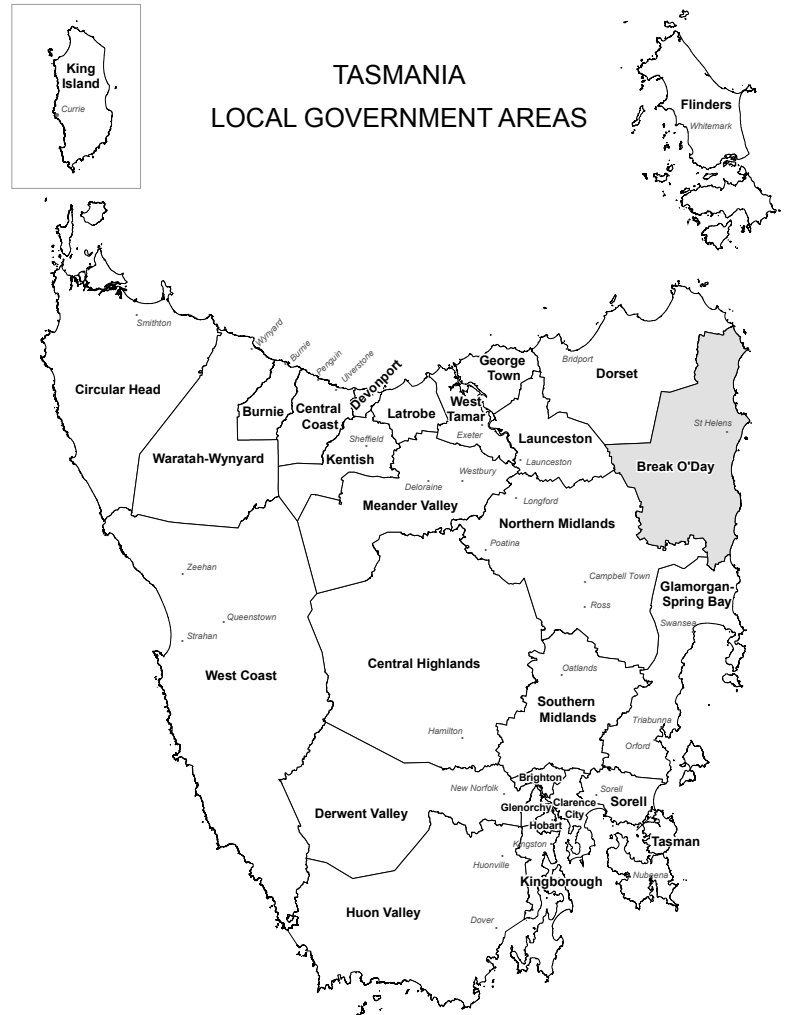 TASMANIA
LOCAL GOVERNMENT AREAS
King
Island
Currie
Flinders
Whitemark
Smithton
Wynyard
Burnie
Penguin
Ulverstone
Devonport
George
Town
Bridport
Dorset
Circular Head
Burnie
Central
Coast
Latrobe
West
Tamar
Exeter
Launceston
Launceston
St Helens
Break O'Day
Waratah-Wynyard
Sheffield
Kentish
Deloraine
Westbury
Meander Valley
Longford
Northern Midlands
Poatina
Campbell Town
Ross
Glamorgan-
Spring Bay
Swansea
Zeehan
Queenstown
Strahan
West Coast
Central Highlands
Oatlands
Southern
Midlands
Hamilton
Triabunna
Orford
Brighton
New Norfolk
Glenorchy
Clarence
City
Sorell
Sorell
Derwent Valley
Hobart
Kingston
Tasman
Huonville
Kingborough
Nubeena
Huon Valley
Dover